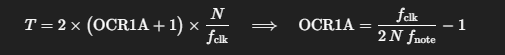 T = 2 × (OCR1A + 1) × N/f_clk ⟹ OCR1A = f_clk/(2 N f_note) − 1